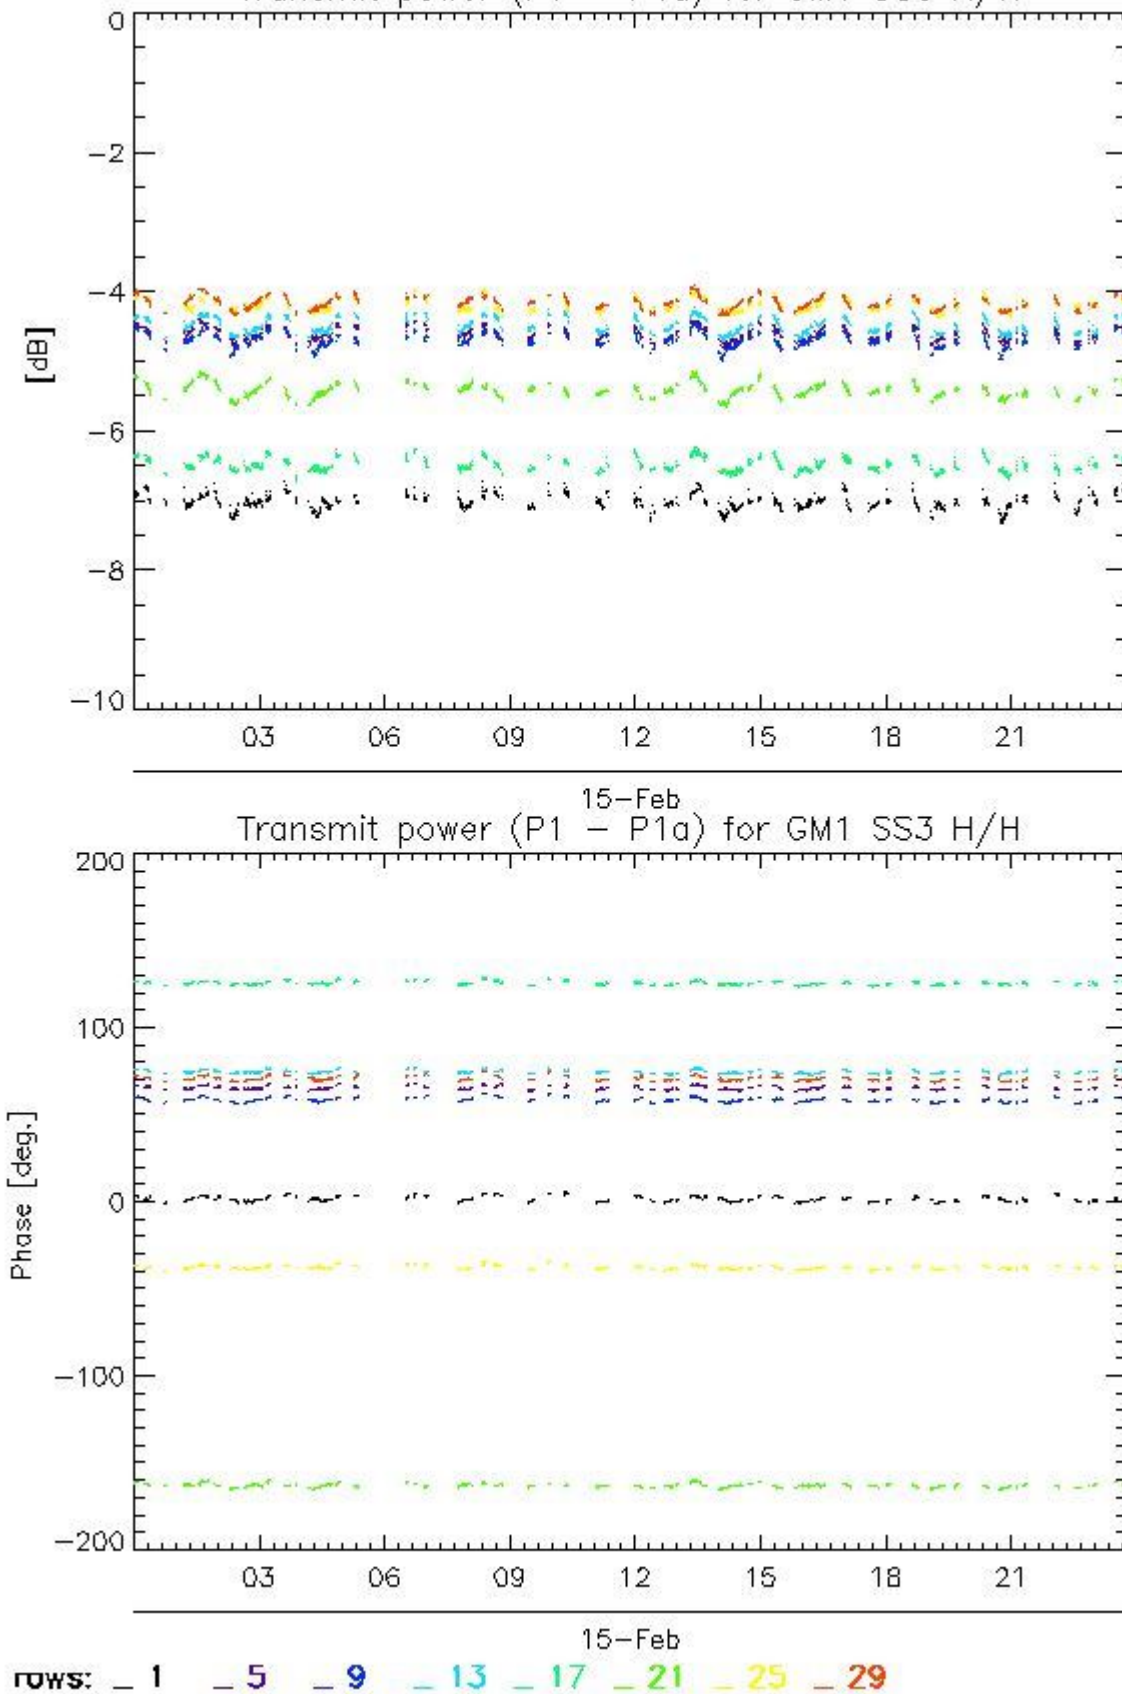 0
−2
−4
−6
−8
−10
[dB]
03 06 09 12 15 18 21
15−Feb
Transmit power (P1 − P1a) for GM1 SS3 H/H
200
100
0
−100
−200
Phase [deg.]
03 06 09 12 15 18 21
15−Feb
rows: _ 1 _ 5 _ 9 _ 13 _ 17 _ 21 _ 25 _ 29